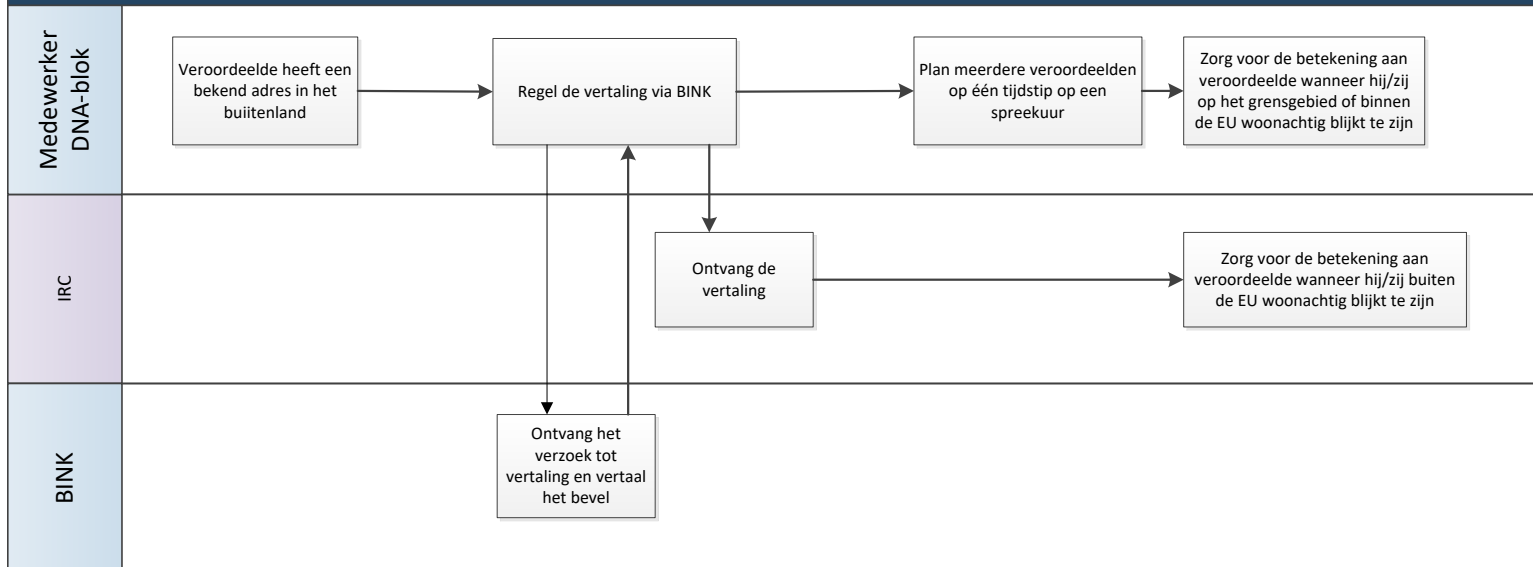 Medewerker
DNA-blok
Veroordeelde heeft een
bekend adres in het
buiitenland
Regel de vertaling via BINK
Plan meerdere veroordeelden
op één tijdstip op een
spreekuur
Zorg voor de betekening aan
veroordeelde wanneer hij/zij
op het grensgebied of binnen
de EU woonachtig blijkt te zijn
IRC
Ontvang de
vertaling
Zorg voor de betekening aan
veroordeelde wanneer hij/zij buiten
de EU woonachtig blijkt te zijn
BINK
Ontvang het
verzoek tot
vertaling en vertaal
het bevel